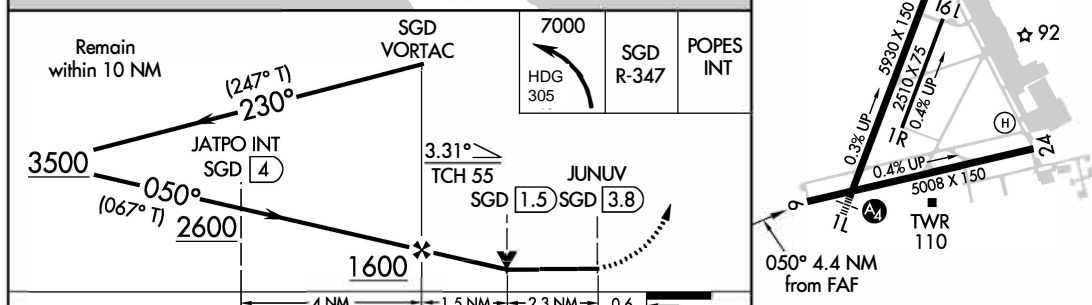 Remain
within 10 NM
SGD
VORTAC
7000
HDG
305
SGD
R-347
POPES
INT
(247° T)
230°
JATPO INT
SGD 4
3500
050°
(067° T)
2600
3.31°
TCH 55
JUNUV
SGD 1.5
SGD 3.8
1600
4 NM
1.5 NM
2.3 NM
0.6
16L
92
5930 X 150
2510 X 75
0.3% UP
0.4% UP
1R
H
24
0.4% UP
5008 X 150
6
1L
A4
TWR
110
050° 4.4 NM
from FAF